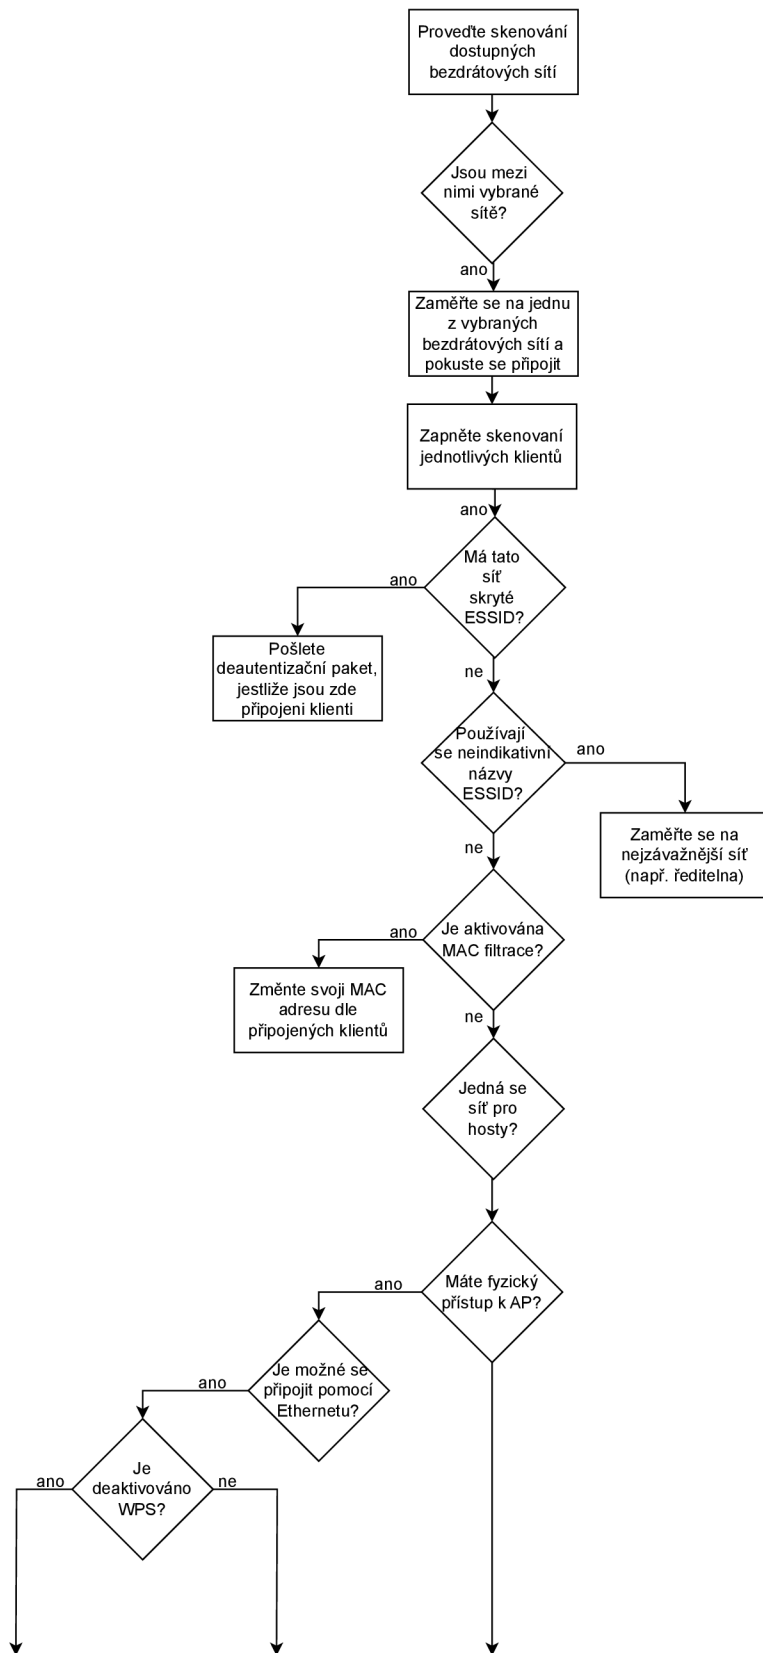 Proveďte skenování
dostupných
bezdrátových sítí
Jsou mezi
nimi vybrané
sítě?
ano
Zaměřte se na jednu
z vybraných
bezdrátových sítí a
pokuste se připojit
Zapněte skenovaní
jednotlivých klientů
ano
Má tato
síť
skryté
ESSID?
ano
Pošlete
deautentizační paket,
jestliže jsou zde
připojeni klienti
ne
Používají
se neindikativní
názvy
ESSID?
ano
Zaměřte se na
nejzávažnější síť
(např. ředitelna)
ne
Je aktivována
MAC filtrace?
ano
Změnte svoji MAC
adresu dle
připojených klientů
ne
Jedná se
síť pro
hosty?
Máte fyzický
přístup k AP?
ano
Je možné se
připojit pomocí
Ethernetu?
ano
Je
deaktivováno
WPS?
ano
ne